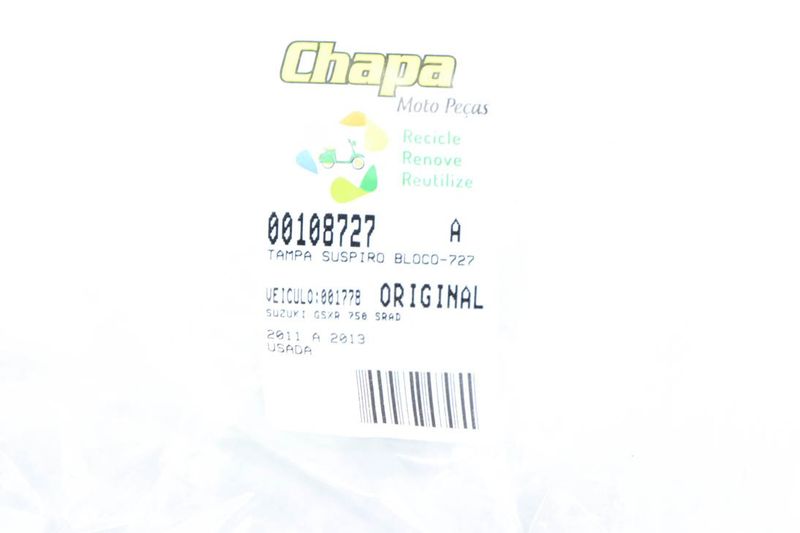 Chapa
Moto Peças
Recicle
Renove
Reutilize
00108727 A
TAMPA SUSPIRO BLOCO-727
VEICULO:001778 ORIGINAL
SUZUKI GSXR 750 SRAD
2011 A 2013
USADA